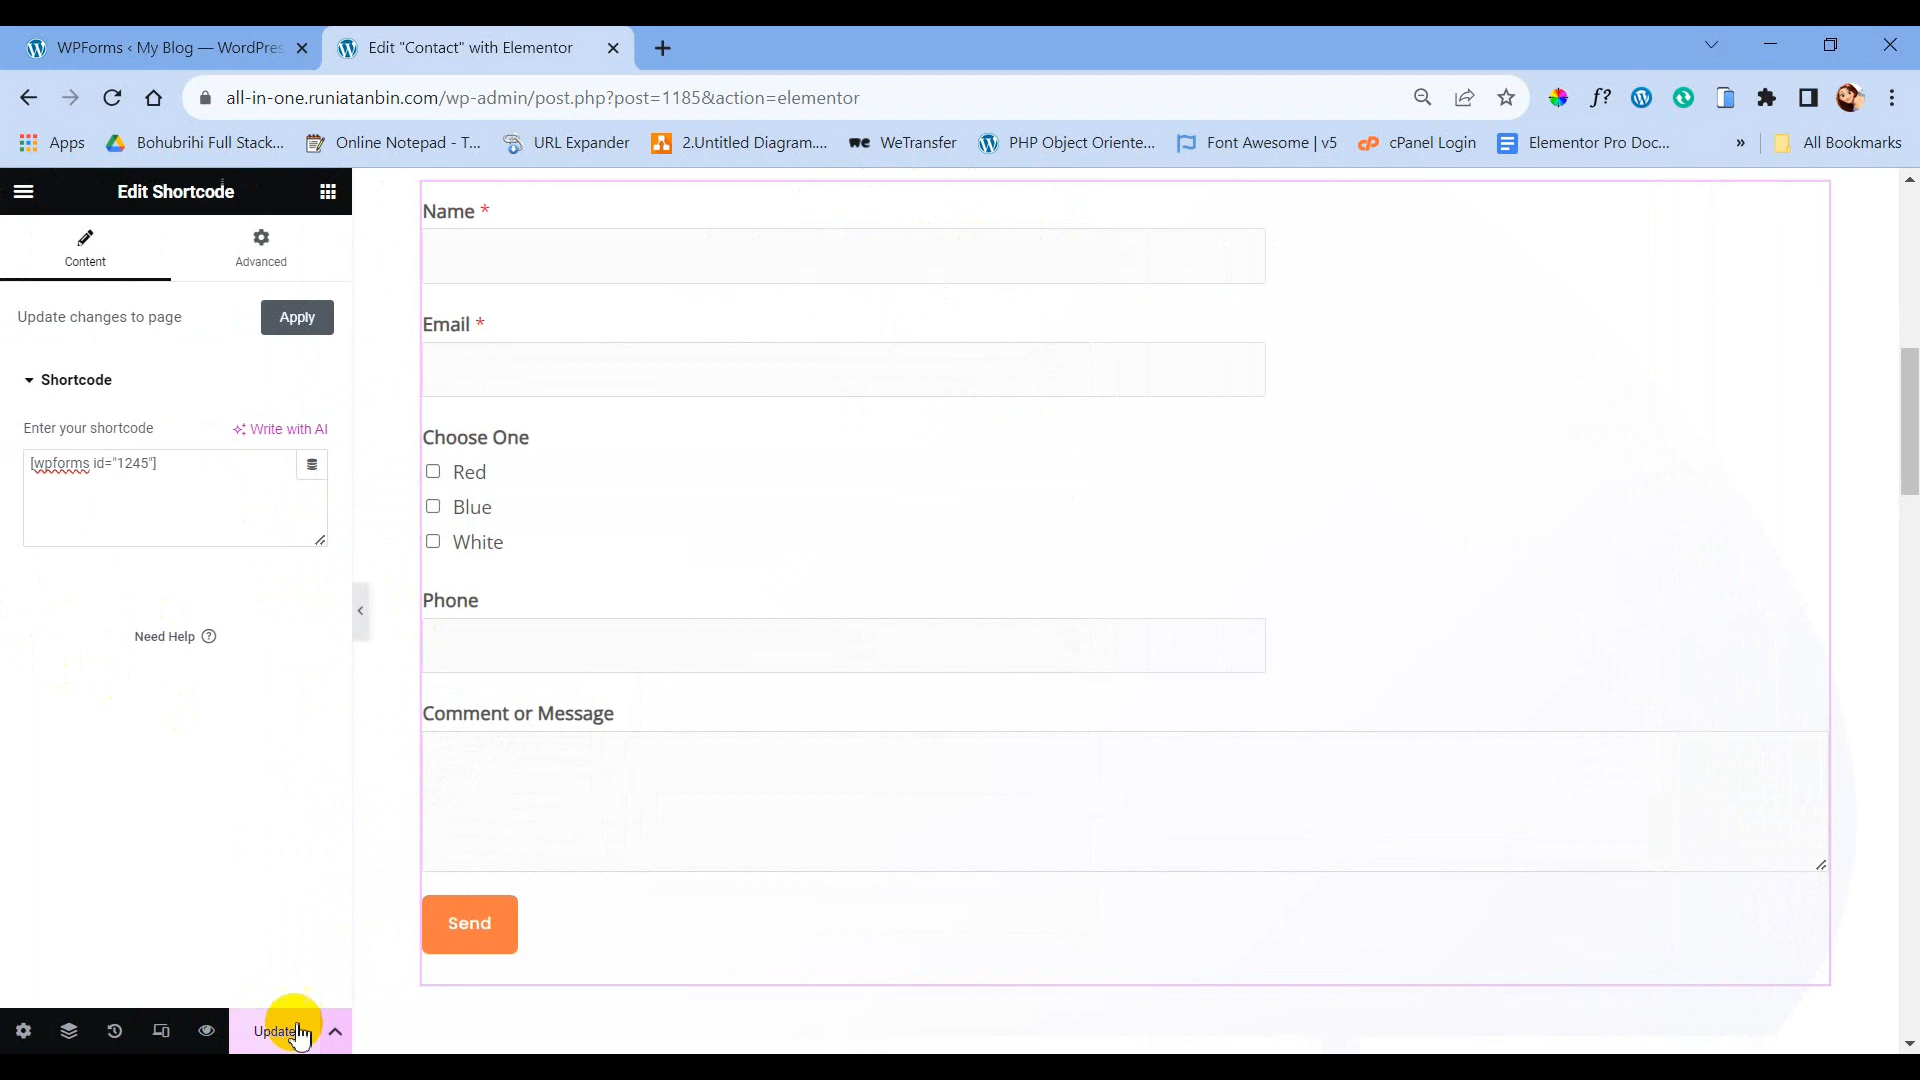 WPForms ‹ My Blog — WordPres
Edit "Contact" with Elementor
all-in-one.runiatanbin.com/wp-admin/post.php?post=1185&action=elementor
f?
Apps
Bohubrihi Full Stack...
Online Notepad - T...
URL Expander
2.Untitled Diagram....
WeTransfer
PHP Object Oriente...
Font Awesome | v5
cPanel Login
Elementor Pro Doc...
»
All Bookmarks
Edit Shortcode
Content
Advanced
Update changes to page
Apply
Shortcode
Enter your shortcode
Write with AI
[wpforms id="1245"]
Need Help
Update
Name *
Email *
Choose One
Red
Blue
White
Phone
Comment or Message
Send